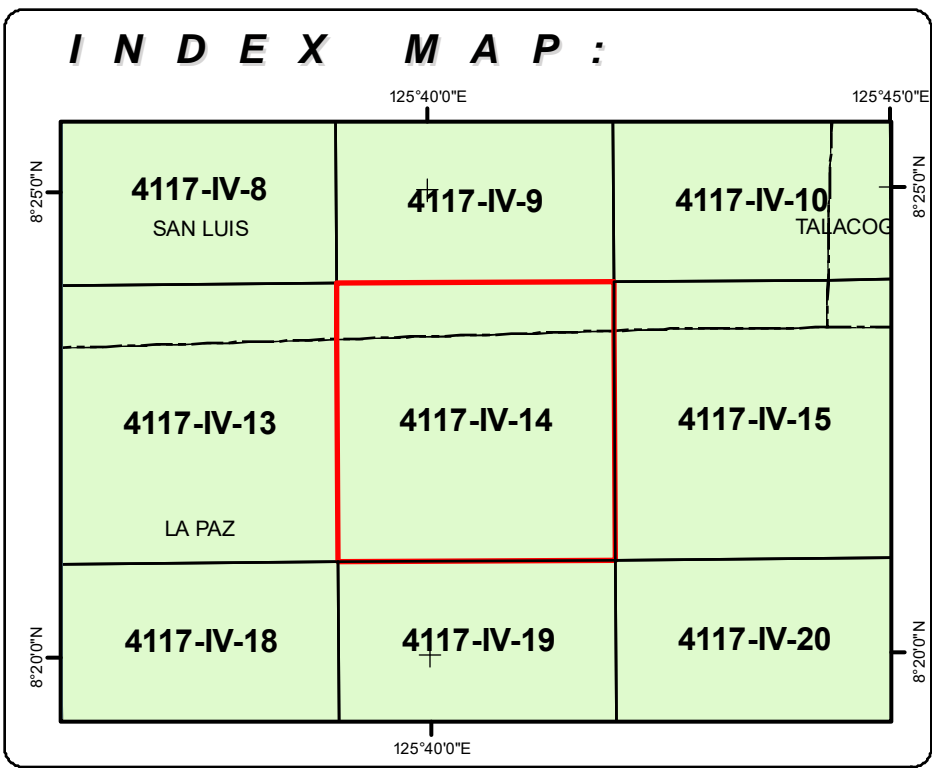 INDEX MAP:
125°40'0"E
125°45'0"E
8°25'0"N
8°25'0"N
4117-IV-8
4117-IV-9
4117-IV-10
SAN LUIS
TALACOG
4117-IV-13
4117-IV-14
4117-IV-15
LA PAZ
4117-IV-18
4117-IV-19
4117-IV-20
8°20'0"N
8°20'0"N
125°40'0"E